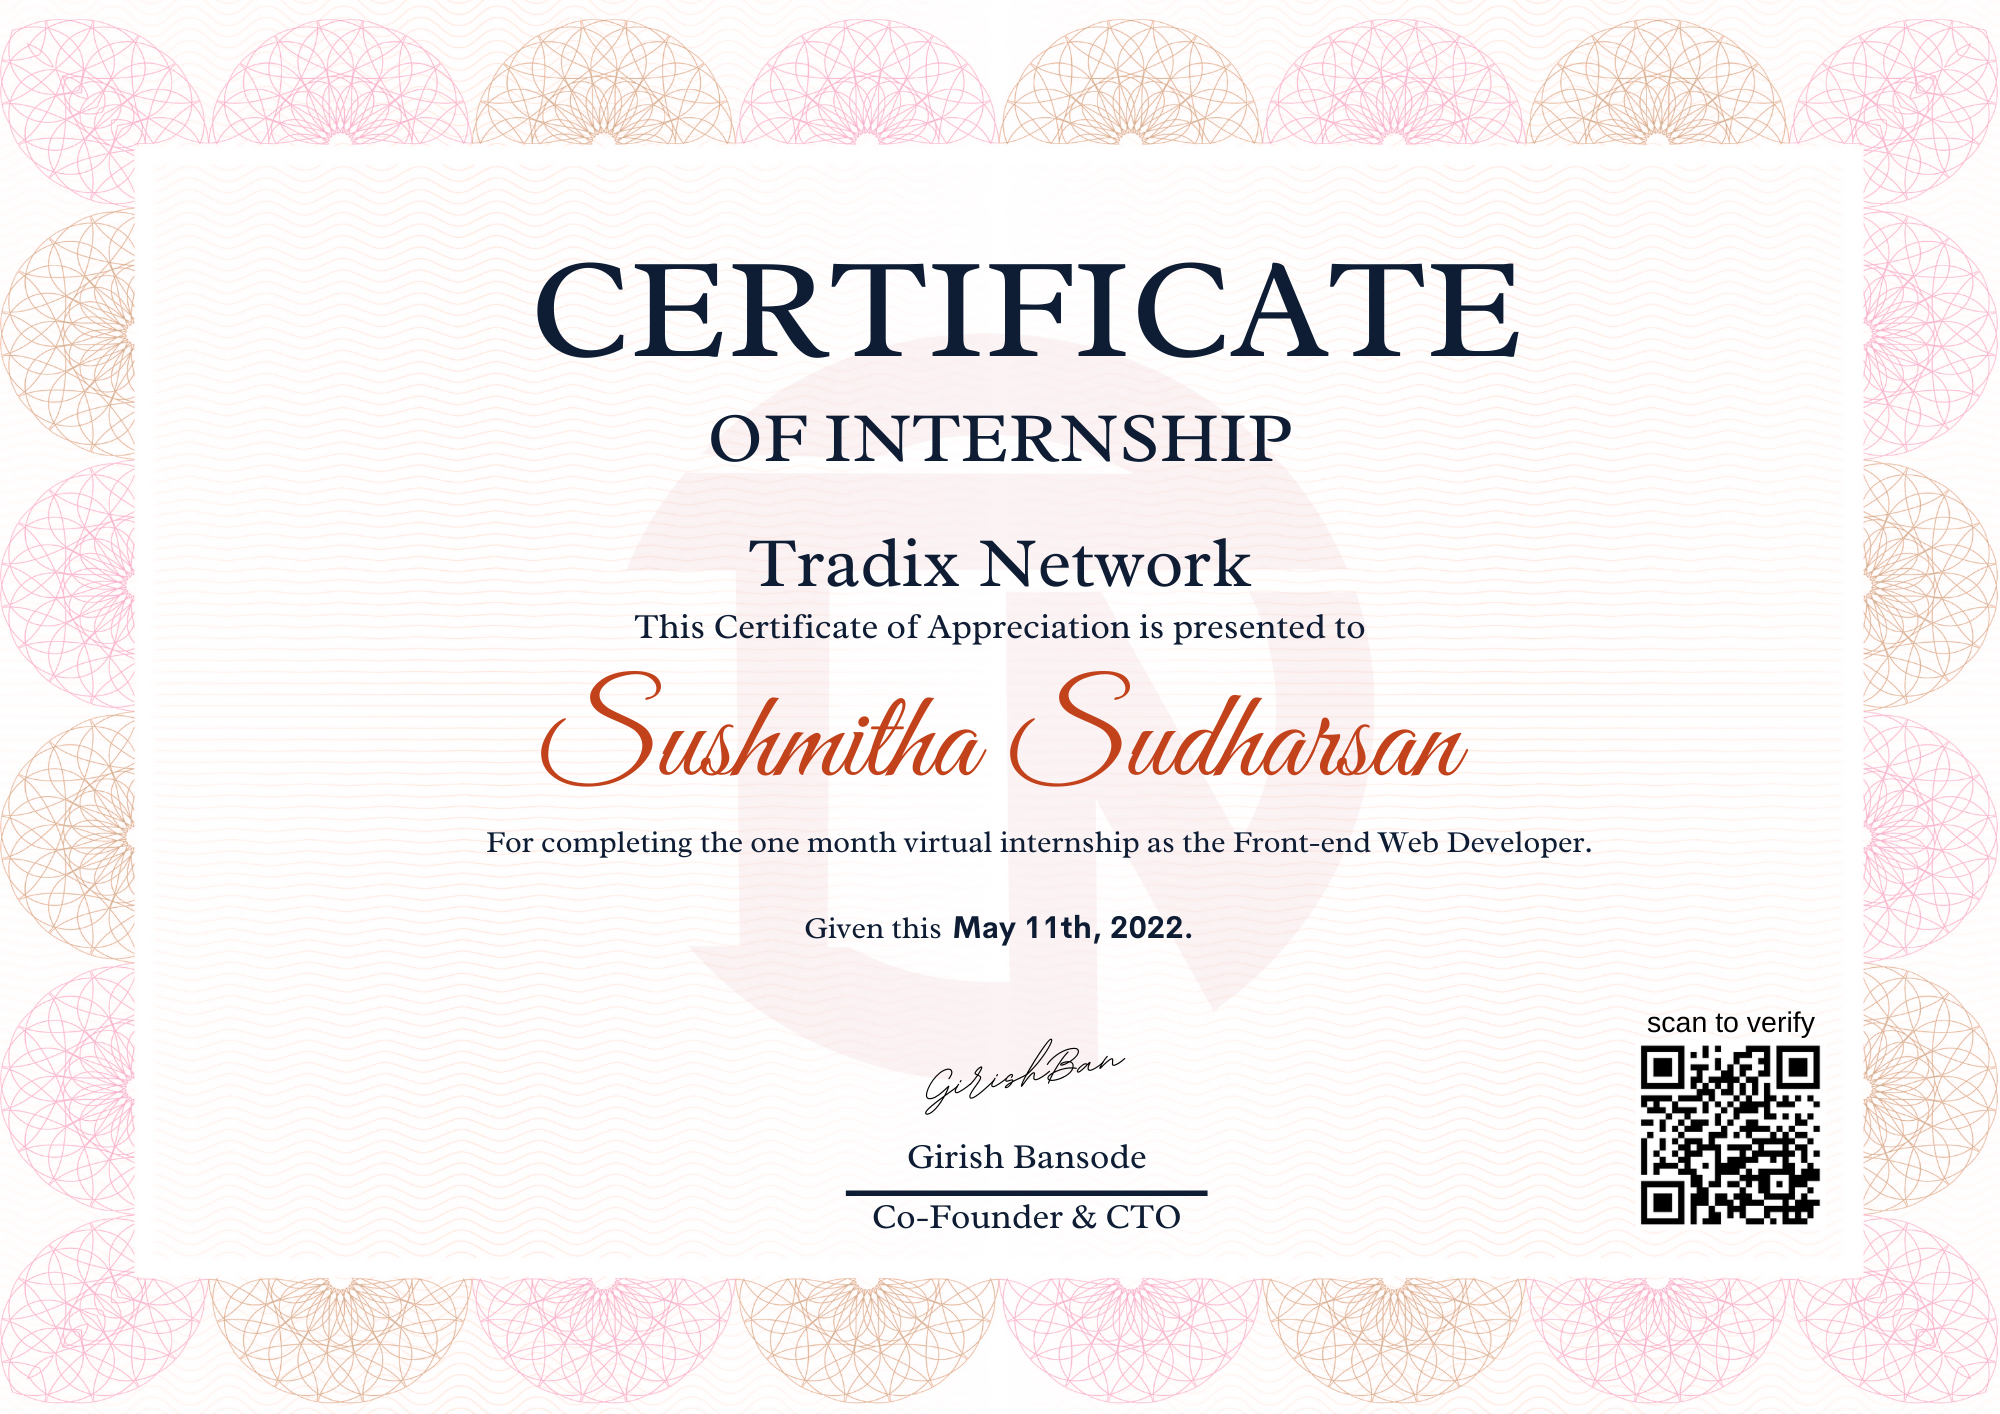 CERTIFICATE
OF INTERNSHIP
Tradix Network
This Certificate of Appreciation is presented to
Sushmitha Sudharsan
For completing the one month virtual internship as the Front-end Web Developer.
Given this May 11th, 2022.
GirishBan
Girish Bansode
Co-Founder & CTO
scan to verify